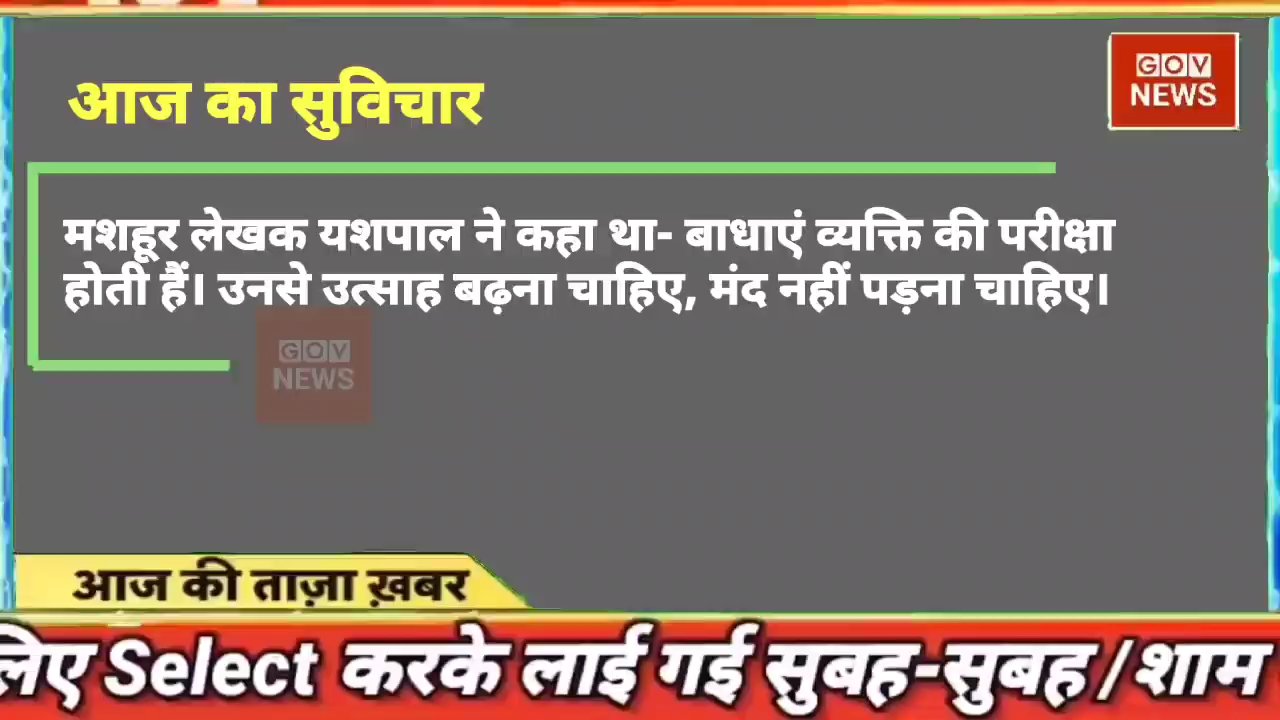 GOV
NEWS
आज का सुविचार
मशहूर लेखक यशपाल ने कहा था- बाधाएं व्यक्ति की परीक्षा
होती हैं। उनसे उत्साह बढ़ना चाहिए, मंद नहीं पड़ना चाहिए।
GOV
NEWS
आज की ताज़ा ख़बर
लिए Select करके लाई गई सुबह-सुबह/शाम